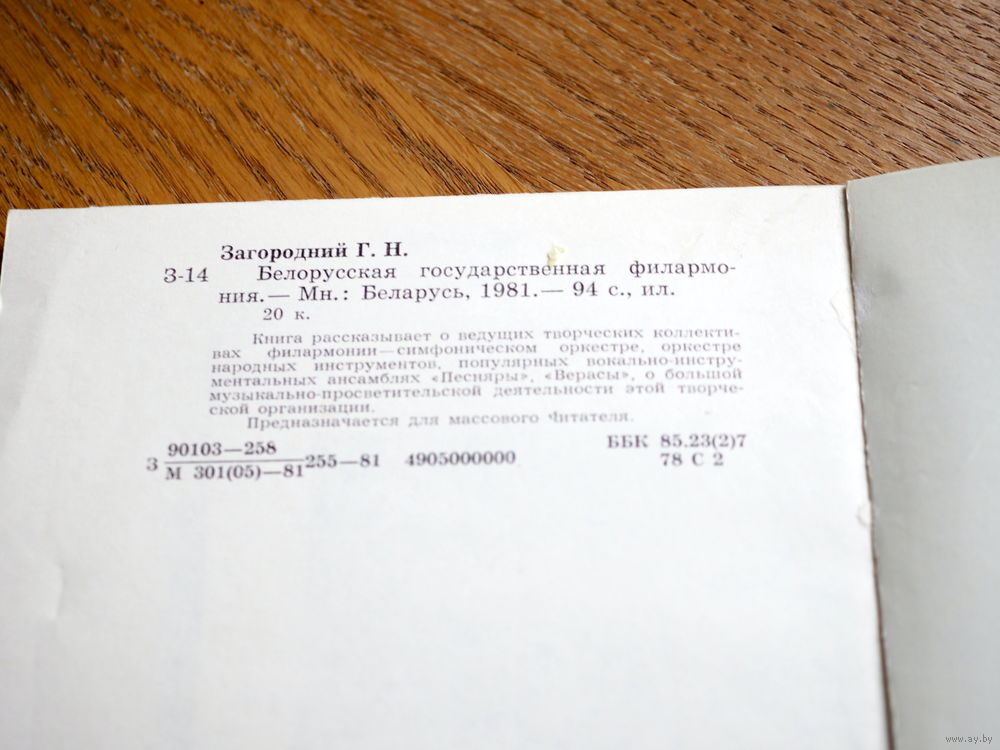 Загородний Г. Н.
З-14 Белорусская государственная филармо-
ния.— Мн.: Беларусь, 1981.— 94 с., ил.
20 к.
Книга рассказывает о ведущих творческих коллекти-
вах филармонии—симфоническом оркестре, оркестре
народных инструментов, популярных вокально-инстру-
ментальных ансамблях «Песняры», «Верасы», о большой
музыкально-просветительской деятельности этой творче-
ской организации.
Предназначается для массового читателя.
90103—258
З М 301(05)—81 255—81 4905000000
ББК 85.23(2)7
78 С 2
www.ay.by